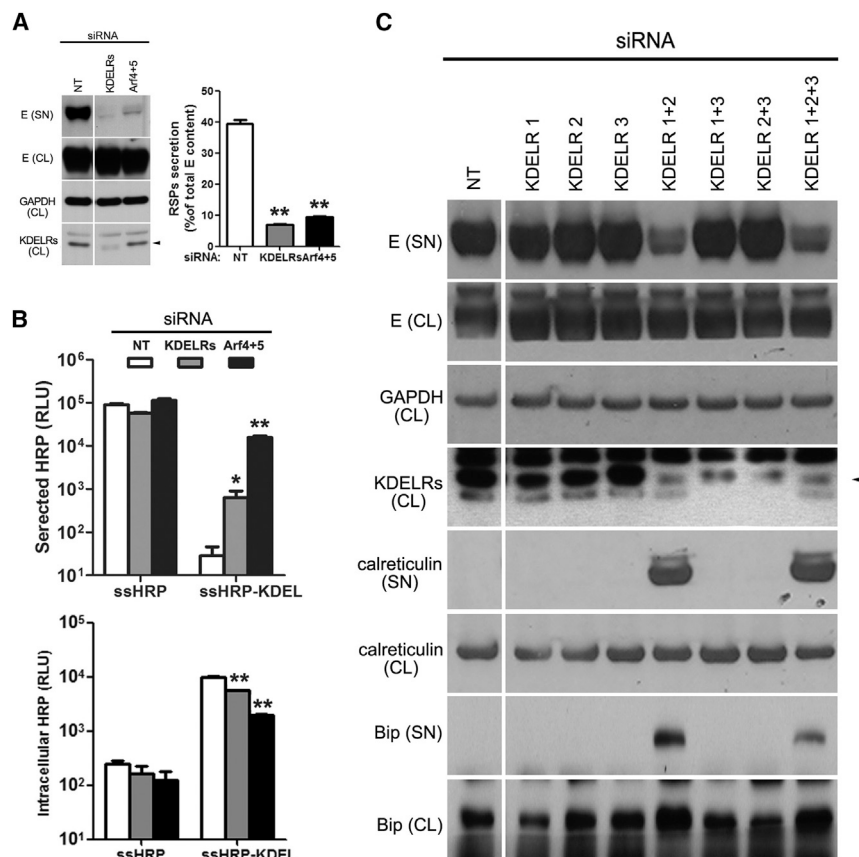 A
siRNA
NT
KDELRs
Arf4+5
E (SN)
E (CL)
GAPDH
(CL)
KDELRs
(CL)
RSPs secretion
(%of total E content)
50
40
30
20
10
0
**
**
siRNA: NT KDELRsArf4+5
B
siRNA
NT KDELRs Arf4+5
Serected HRP (RLU)
10⁶
10⁵
10⁴
10³
10²
10¹
*
**
ssHRP ssHRP-KDEL
Intracellular HRP (RLU)
10⁵
10⁴
10³
10²
10¹
**
**
ssHRP ssHRP-KDEL
C
siRNA
NT
KDELR 1
KDELR 2
KDELR 3
KDELR 1+2
KDELR 1+3
KDELR 2+3
KDELR 1+2+3
E (SN)
E (CL)
GAPDH
(CL)
KDELRs
(CL)
calreticulin
(SN)
calreticulin
(CL)
Bip (SN)
Bip (CL)